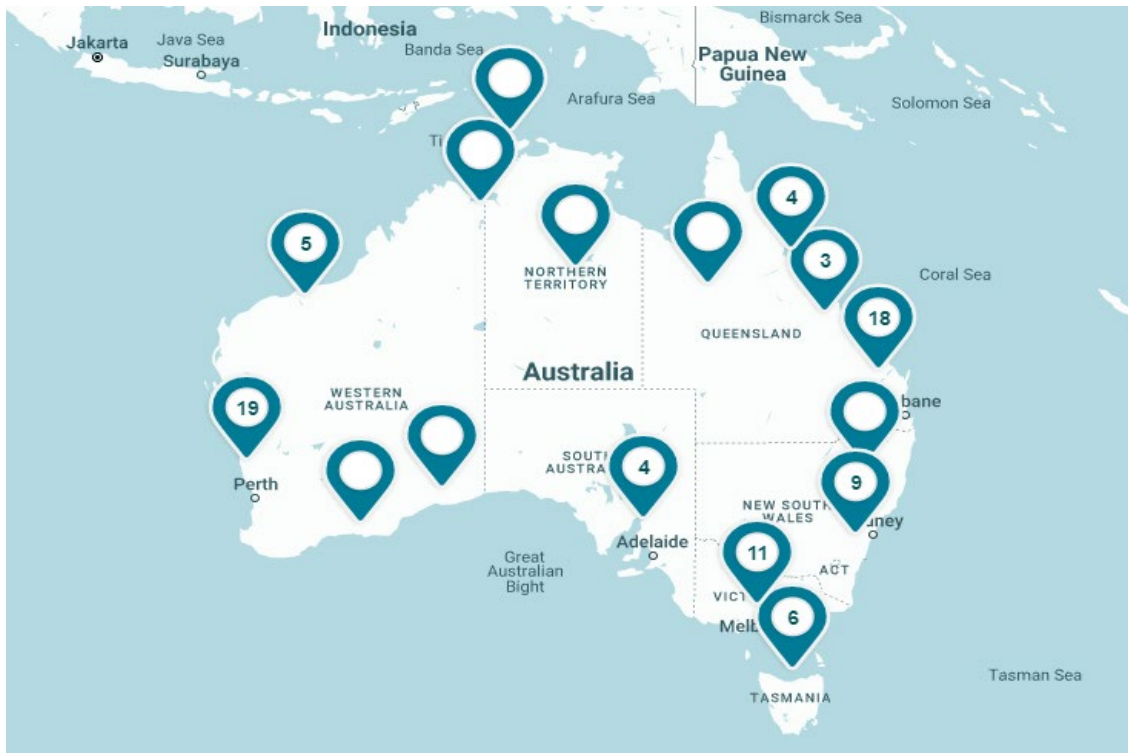 Bismarck Sea
Indonesia
Jakarta
Java Sea
Banda Sea
Surabaya
Papua New
Guinea
Arafura Sea
Solomon Sea
4
5
3
Coral Sea
NORTHERN
TERRITORY
18
QUEENSLAND
Australia
19
WESTERN
AUSTRALIA
4
9
Perth
NEW SOUTH
WALES
Adelaide
11
Great
Australian
Bight
ACT
6
Tasman Sea
TASMANIA